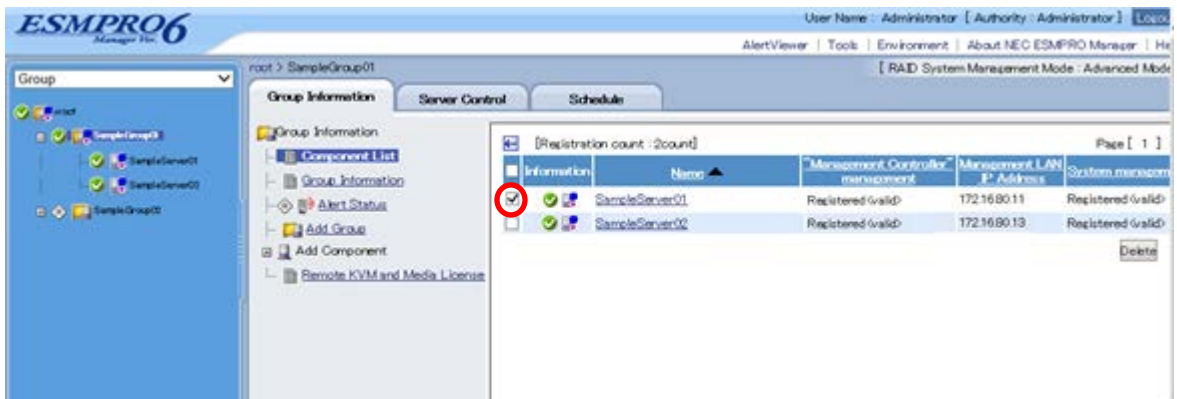 ESMPRO6
Manager Ver.
User Name : Administrator [ Authority : Administrator ]
AlertViewer | Tools | Environment | About NEC ESMPRO Manager |
Group
root > SampleGroup01
[ RAID System Management Mode : Advanced Mode
Group Information
Server Control
Schedule
root
SampleGroup01
SampleServer01
SampleServer02
SampleGroup02
Group Information
Component List
Group Information
Alert Status
Add Group
Add Component
Remote KVM and Media License
[Registration count : 2count]
Page [ 1 ]
Information
Name ▲
"Management Controller" management
Management LAN IP Address
System managem
SampleServer01
Registered(valid)
172.16.80.11
Registered(valid)
SampleServer02
Registered(valid)
172.16.80.13
Registered(valid)
Delete